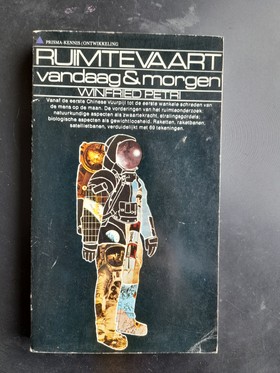 PRISMA-KENNIS/ONTWIKKELING
RUIMTEVAART
vandaag & morgen
WINFRIED PETRI
Vanaf de eerste Chinese vuurpijl tot de eerste wankele schreden van
de mens op de maan. De vorderingen van het ruimteonderzoek;
natuurkundige aspecten als zwaartekracht, stralingsgordels;
biologische aspecten als gewichtloosheid. Raketten, raketbanen,
satellietbanen, verduidelijkt met 69 tekeningen.